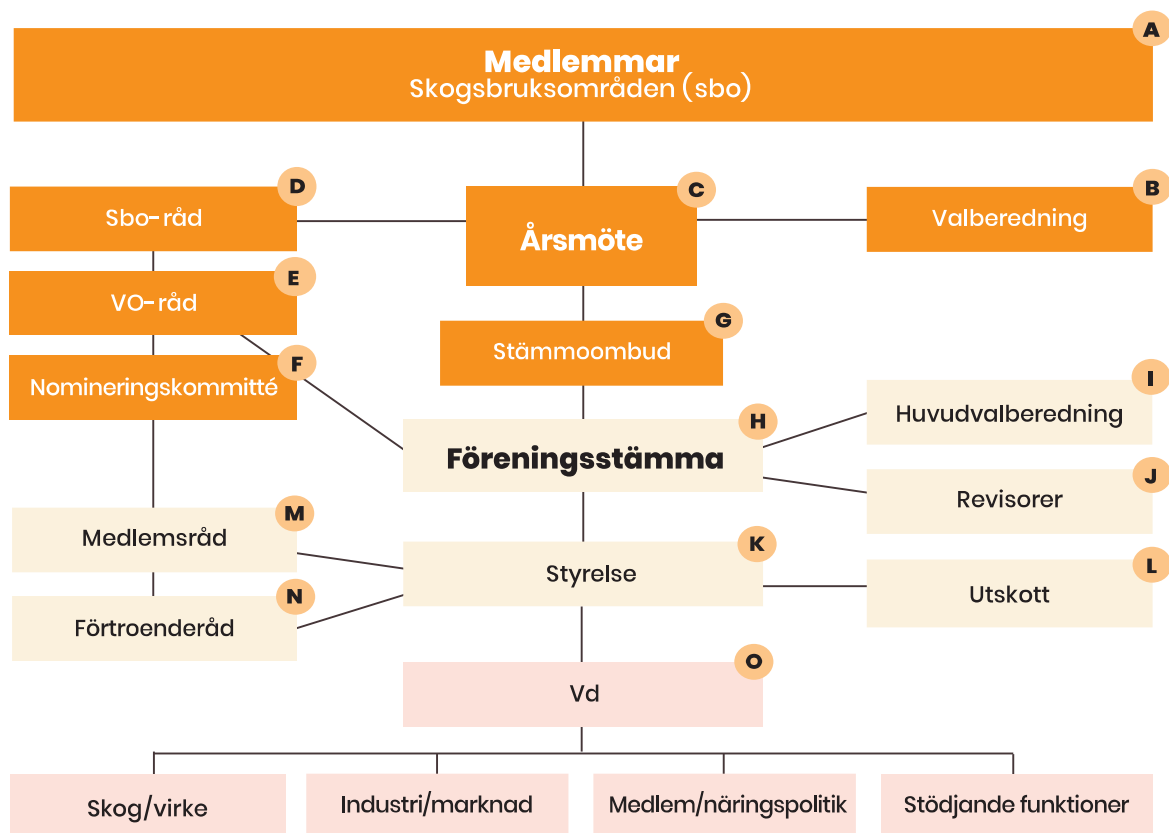 A
Medlemmar
Skogsbruksområden (sbo)
D
Sbo-råd
C
Årsmöte
B
Valberedning
E
VO-råd
G
Stämmoombud
F
Nomineringskommitté
I
Huvudvalberedning
H
Föreningsstämma
J
Revisorer
M
Medlemsråd
K
Styrelse
L
Utskott
N
Förtroenderåd
O
Vd
Skog/virke
Industri/marknad
Medlem/näringspolitik
Stödjande funktioner